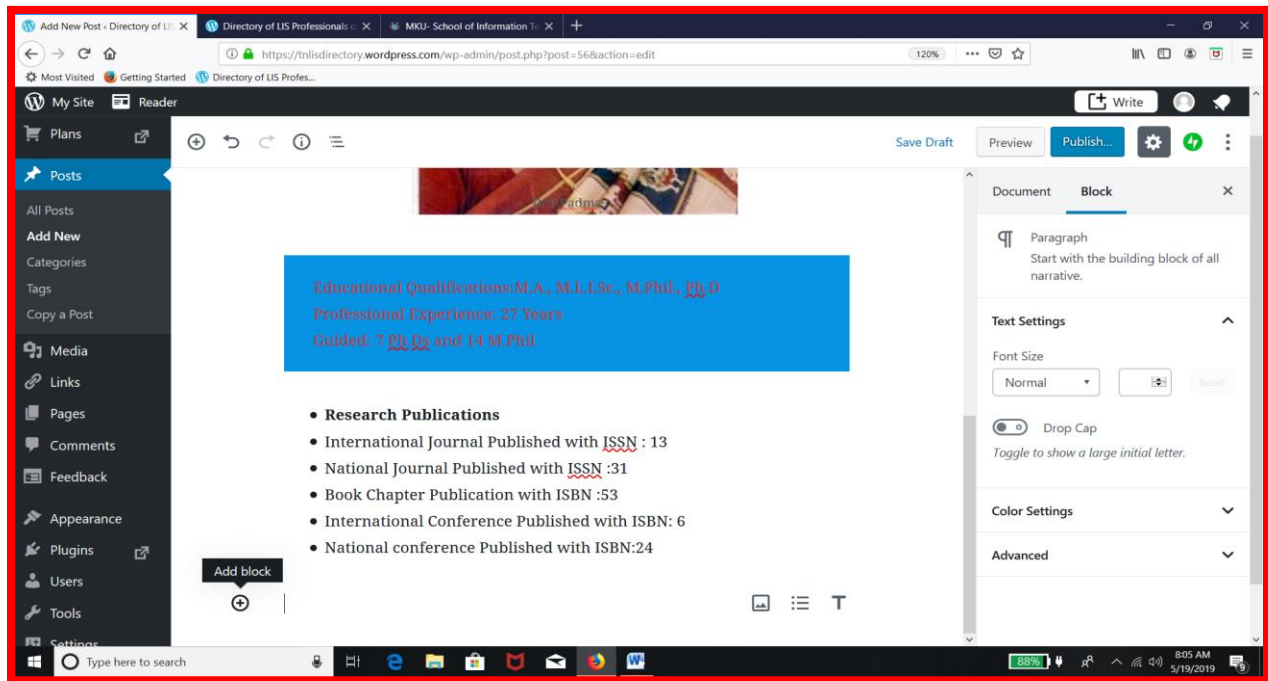 Add New Post ‹ Directory of LIS
Directory of LIS Professionals o
MKU- School of Information Te
https://tnlisdirectory.wordpress.com/wp-admin/post.php?post=56&action=edit
120%
Most Visited
Getting Started
Directory of LIS Profes...
My Site
Reader
Write
Plans
Save Draft
Preview
Publish...
Posts
All Posts
Add New
Categories
Tags
Copy a Post
Media
Links
Pages
Comments
Feedback
Appearance
Plugins
Users
Tools
Settings
Educational Qualifications:M.A., M.L.I.Sc., M.Phil., Ph.D
Professional Experience: 27 Years
Guided: 7 Ph.Ds and 14 M.Phil
• Research Publications
• International Journal Published with ISSN : 13
• National Journal Published with ISSN :31
• Book Chapter Publication with ISBN :53
• International Conference Published with ISBN: 6
• National conference Published with ISBN:24
Add block
Document
Block
Paragraph
Start with the building block of all
narrative.
Text Settings
Font Size
Normal
Reset
Drop Cap
Toggle to show a large initial letter.
Color Settings
Advanced
Type here to search
88%
8:05 AM
5/19/2019